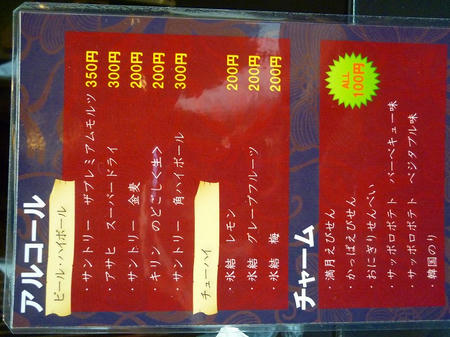 アルコール
ビール・ハイボール
・サントリー ザプレミアムモルツ 350円
・アサヒ スーパードライ 300円
・サントリー 金麦 200円
・キリン のどごし<生> 200円
・サントリー 角ハイボール 300円
チューハイ
・氷結 レモン 200円
・氷結 グレープフルーツ 200円
・氷結 梅 200円
チャーム
ALL
100円
・満月えびせん
・かっぱえびせん
・おにぎりせんべい
・サッポロポテト バーベキュー味
・サッポロポテト ベジタブル味
・韓国のり